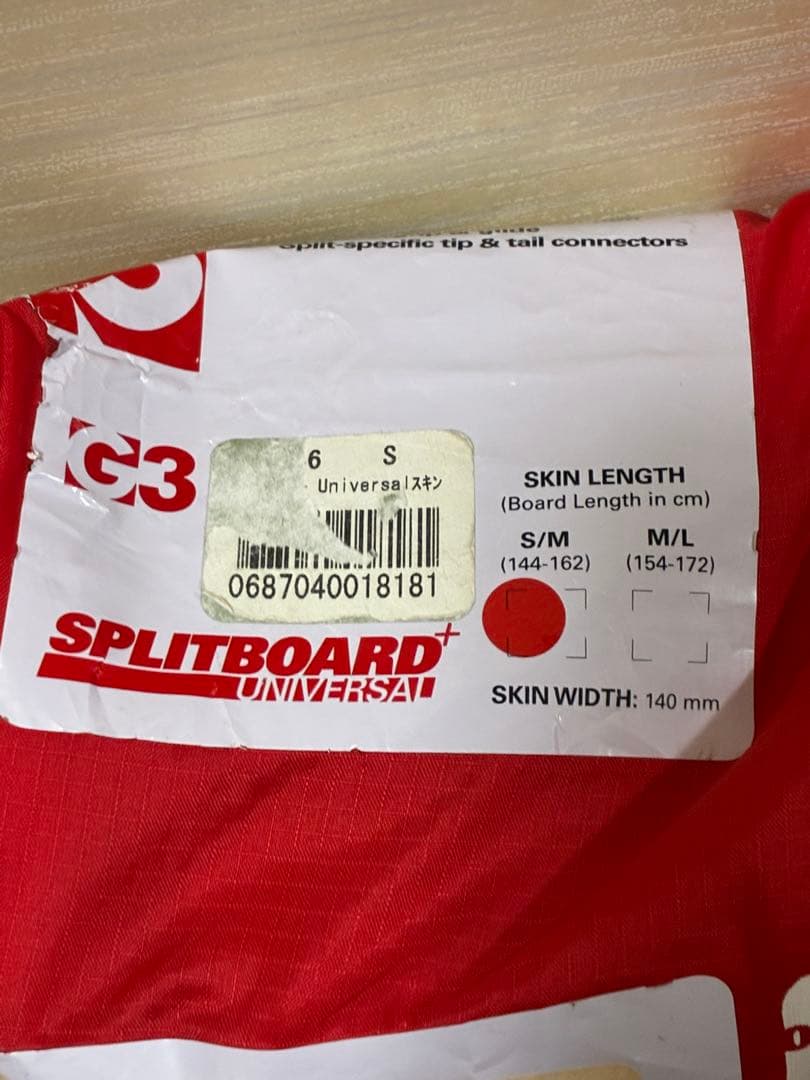 Split-specific tip & tail connectors
G3
6 S
Universalスキン
0687040018181
SPLITBOARD+
UNIVERSAL
SKIN LENGTH
(Board Length in cm)
S/M M/L
(144-162) (154-172)
SKIN WIDTH: 140 mm